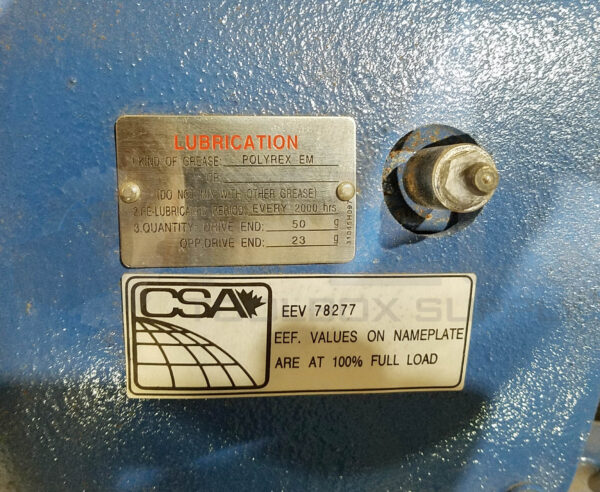 LUBRICATION
1.KIND OF GREASE: POLYREX EM
(DO NOT MIX WITH OTHER GREASE)
2.RE-LUBRICATING PERIOD: EVERY 2000 hrs.
3.QUANTITY: DRIVE END: 50 g
OPP.DRIVE END: 23 g
CSA
EEV 78277
EEF. VALUES ON NAMEPLATE
ARE AT 100% FULL LOAD